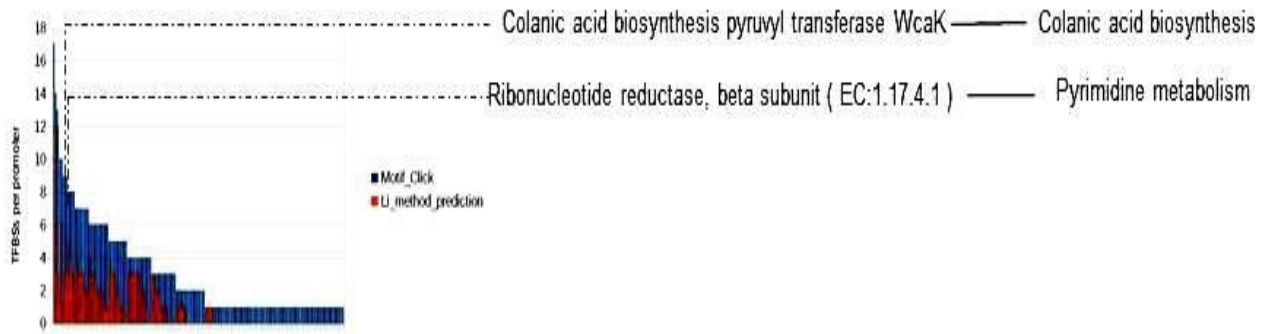 18
Colanic acid biosynthesis pyruvyl transferase WcaK
Colanic acid biosynthesis
16
14
Ribonucleotide reductase, beta subunit ( EC:1.17.4.1 )
Pyrimidine metabolism
12
10
8
6
4
2
0
TFBSs per promoter
Motif_Click
Li_method_prediction